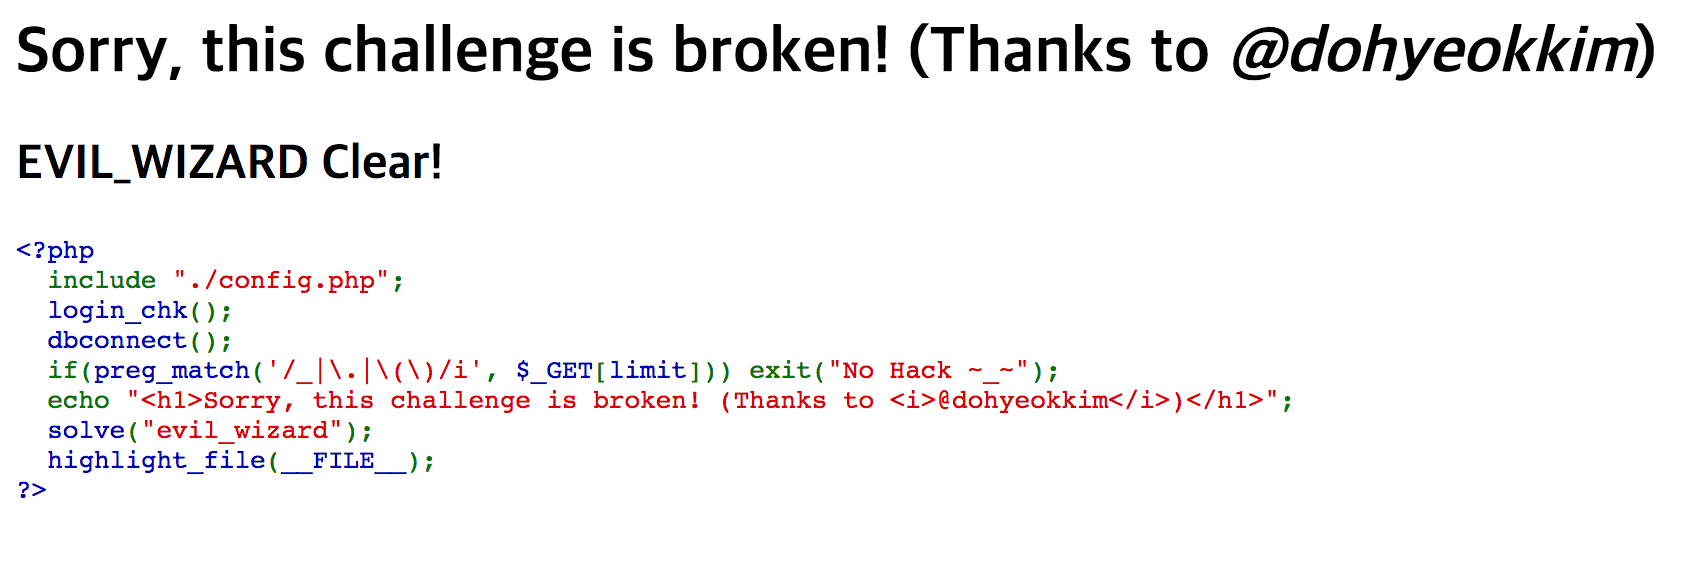 Sorry, this challenge is broken! (Thanks to @dohyeokkim)
EVIL_WIZARD Clear!
<?php
include "./config.php";
login_chk();
dbconnect();
if(preg_match('/_|\.|\(\)/i', $_GET[limit])) exit("No Hack ~_~");
echo "<h1>Sorry, this challenge is broken! (Thanks to <i>@dohyeokkim</i>)</h1>";
solve("evil_wizard");
highlight_file(__FILE__);
?>